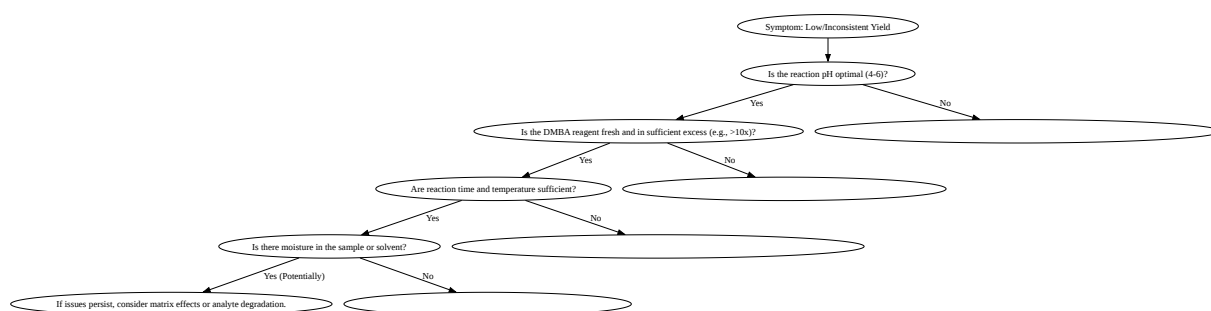 Symptom: Low/Inconsistent Yield
Is the reaction pH optimal (4-6)?
Yes
No
Is the DMBA reagent fresh and in sufficient excess (e.g., >10x)?
Yes
No
Are reaction time and temperature sufficient?
Yes
No
Is there moisture in the sample or solvent?
Yes (Potentially)
No
If issues persist, consider matrix effects or analyte degradation.